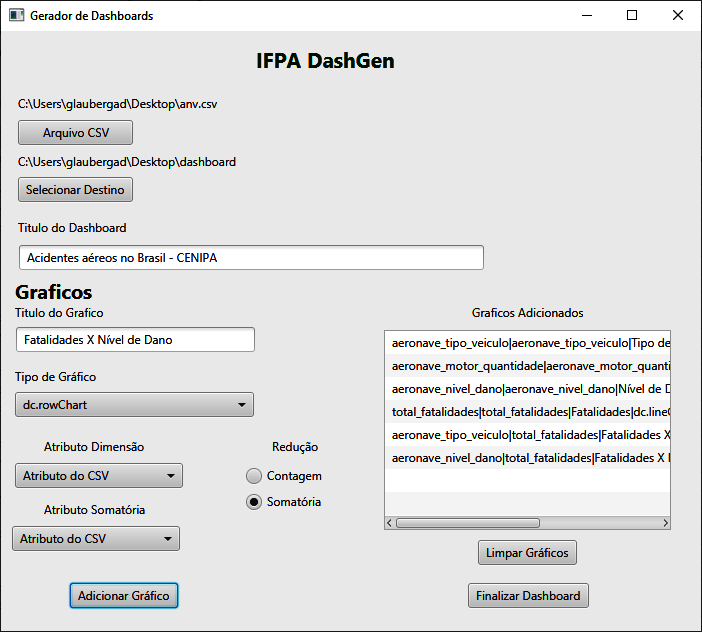 Gerador de Dashboards
IFPA DashGen
C:\Users\glaubergad\Desktop\anv.csv
Arquivo CSV
C:\Users\glaubergad\Desktop\dashboard
Selecionar Destino
Titulo do Dashboard
Acidentes aéreos no Brasil - CENIPA
Graficos
Titulo do Grafico
Fatalidades X Nível de Dano
Tipo de Gráfico
dc.rowChart
Atributo Dimensão
Atributo do CSV
Atributo Somatória
Atributo do CSV
Redução
Contagem
Somatória
Adicionar Gráfico
Graficos Adicionados
aeronave_tipo_veiculo|aeronave_tipo_veiculo|Tipo de
aeronave_motor_quantidade|aeronave_motor_quanti
aeronave_nivel_dano|aeronave_nivel_dano|Nível de D
total_fatalidades|total_fatalidades|Fatalidades|dc.lineC
aeronave_tipo_veiculo|total_fatalidades|Fatalidades X
aeronave_nivel_dano|total_fatalidades|Fatalidades X
Limpar Gráficos
Finalizar Dashboard